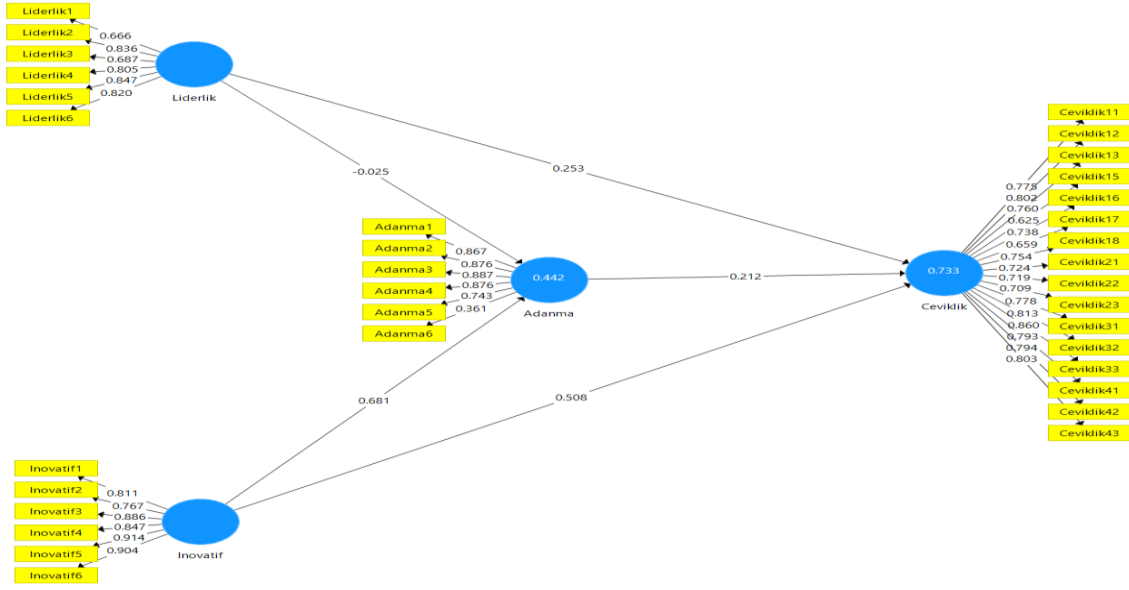 Liderlik1
Liderlik2
Liderlik3
Liderlik4
Liderlik5
Liderlik6
0.666
0.836
0.687
0.805
0.847
0.820
Liderlik
0.253
-0.025
Adanma1
Adanma2
Adanma3
Adanma4
Adanma5
Adanma6
0.867
0.876
0.887
0.876
0.743
0.361
0.442
Adanma
0.212
0.681
0.508
Inovatif1
Inovatif2
Inovatif3
Inovatif4
Inovatif5
Inovatif6
0.811
0.767
0.886
0.847
0.914
0.904
Inovatif
0.733
Ceviklik
0.775
0.802
0.760
0.625
0.738
0.659
0.754
0.724
0.719
0.709
0.778
0.813
0.860
0.793
0.794
0.803
Ceviklik11
Ceviklik12
Ceviklik13
Ceviklik15
Ceviklik16
Ceviklik17
Ceviklik18
Ceviklik21
Ceviklik22
Ceviklik23
Ceviklik31
Ceviklik32
Ceviklik33
Ceviklik41
Ceviklik42
Ceviklik43